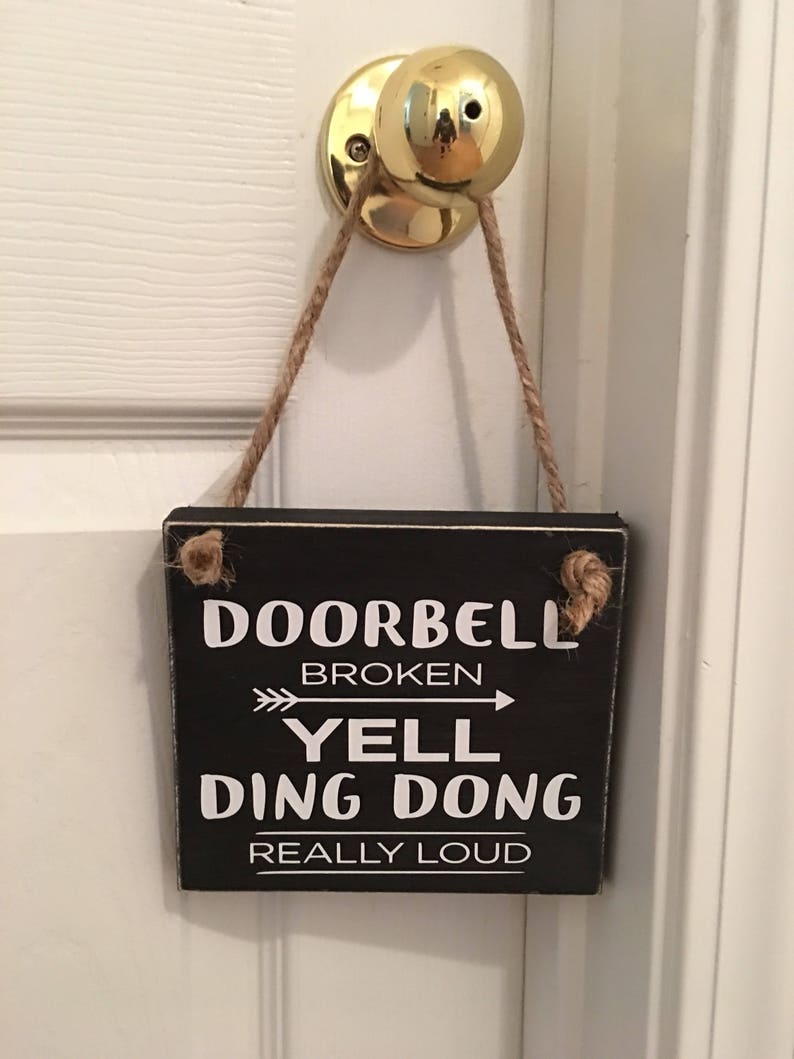 DOORBELL
BROKEN
YELL
DING DONG
REALLY LOUD